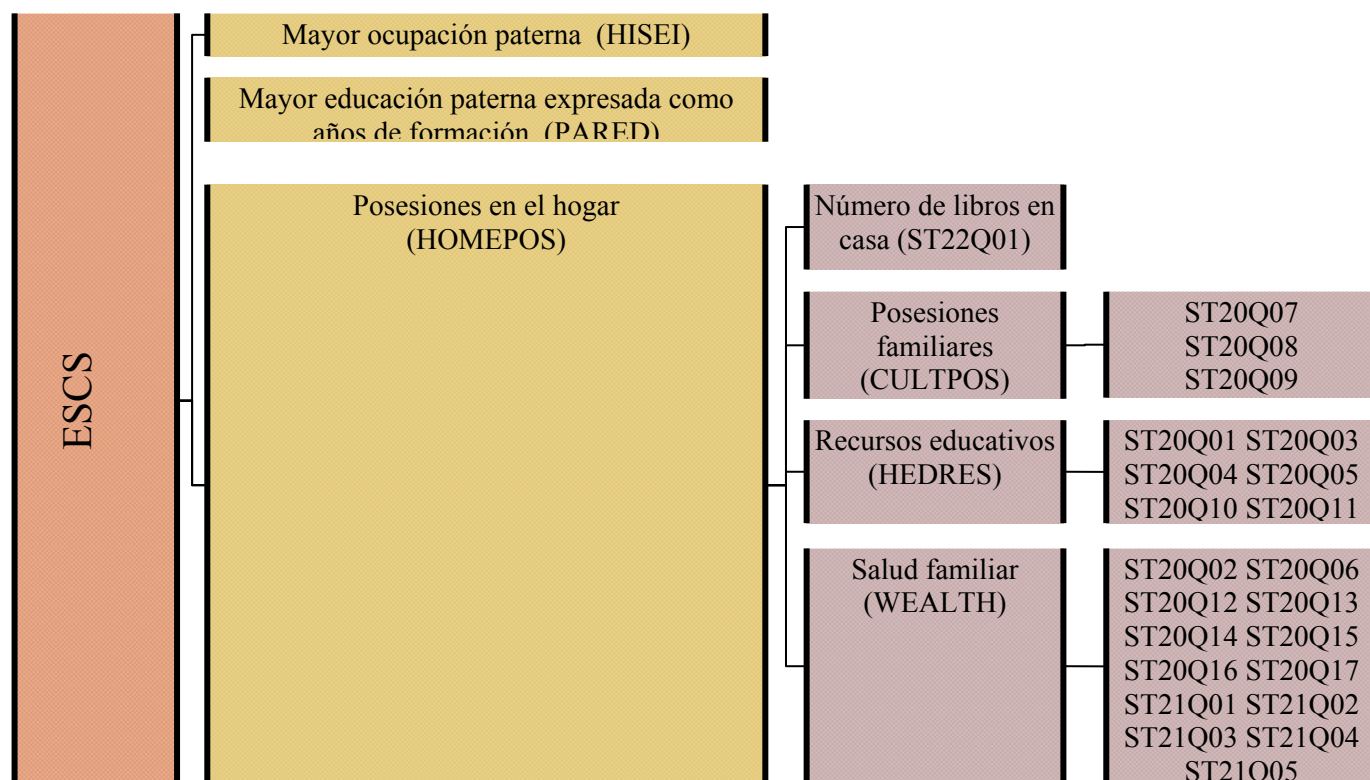 ESCS
Mayor ocupación paterna (HISEI)
Mayor educación paterna expresada como
años de formación (PARED)
Posesiones en el hogar
(HOMEPOS)
Número de libros en
casa (ST22Q01)
Posesiones
familiares
(CULTPOS)
ST20Q07
ST20Q08
ST20Q09
Recursos educativos
(HEDRES)
ST20Q01 ST20Q03
ST20Q04 ST20Q05
ST20Q10 ST20Q11
Salud familiar
(WEALTH)
ST20Q02 ST20Q06
ST20Q12 ST20Q13
ST20Q14 ST20Q15
ST20Q16 ST20Q17
ST21Q01 ST21Q02
ST21Q03 ST21Q04
ST21Q05